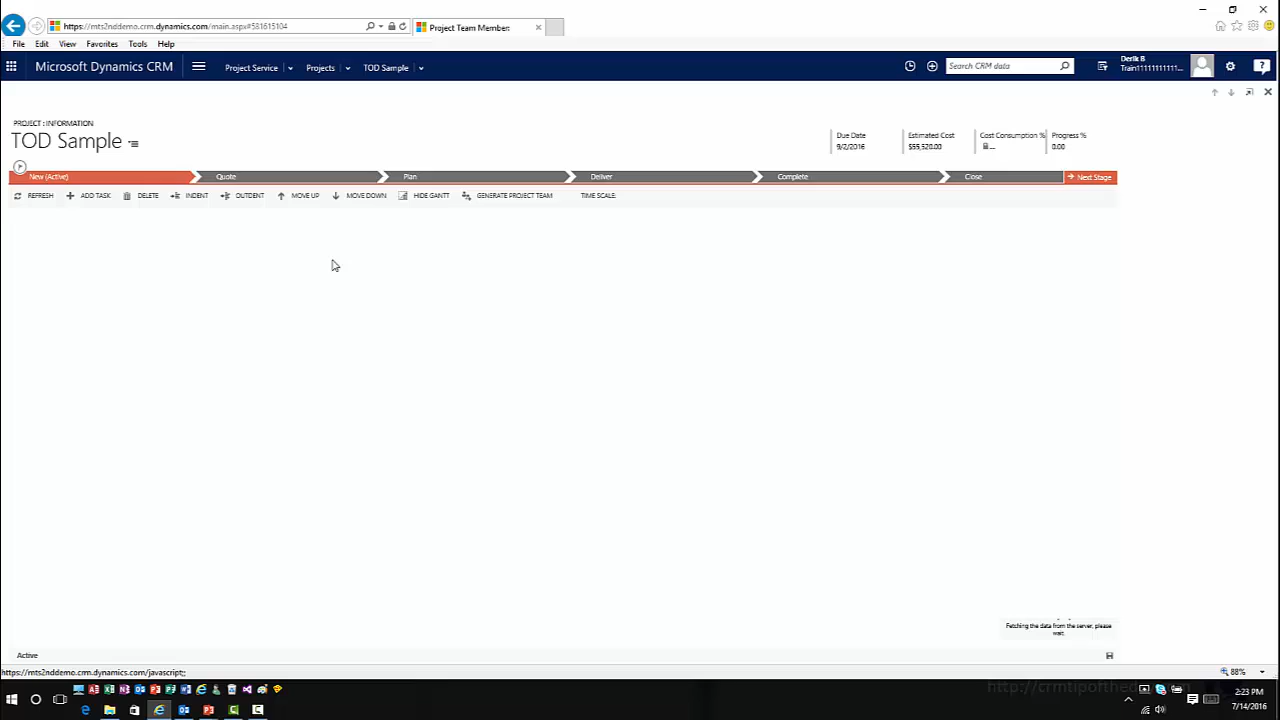 https://mts2nddemo.crm.dynamics.com/main.aspx#581615104
Project Team Member:
File Edit View Favorites Tools Help
Microsoft Dynamics CRM Project Service Projects TOD Sample Search CRM data
Derik B
Train1111111111...
PROJECT : INFORMATION
TOD Sample
Due Date Estimated Cost Cost Consumption % Progress %
9/2/2016 $55,520.00 ... 0.00
New (Active) Quote Plan Deliver Complete Close Next Stage
REFRESH ADD TASK DELETE INDENT OUTDENT MOVE UP MOVE DOWN HIDE GANTT GENERATE PROJECT TEAM TIME SCALE:
Fetching the data from the server, please
wait.
Active
https://mts2nddemo.crm.dynamics.com/javascript:;
88%
2:23 PM
7/14/2016